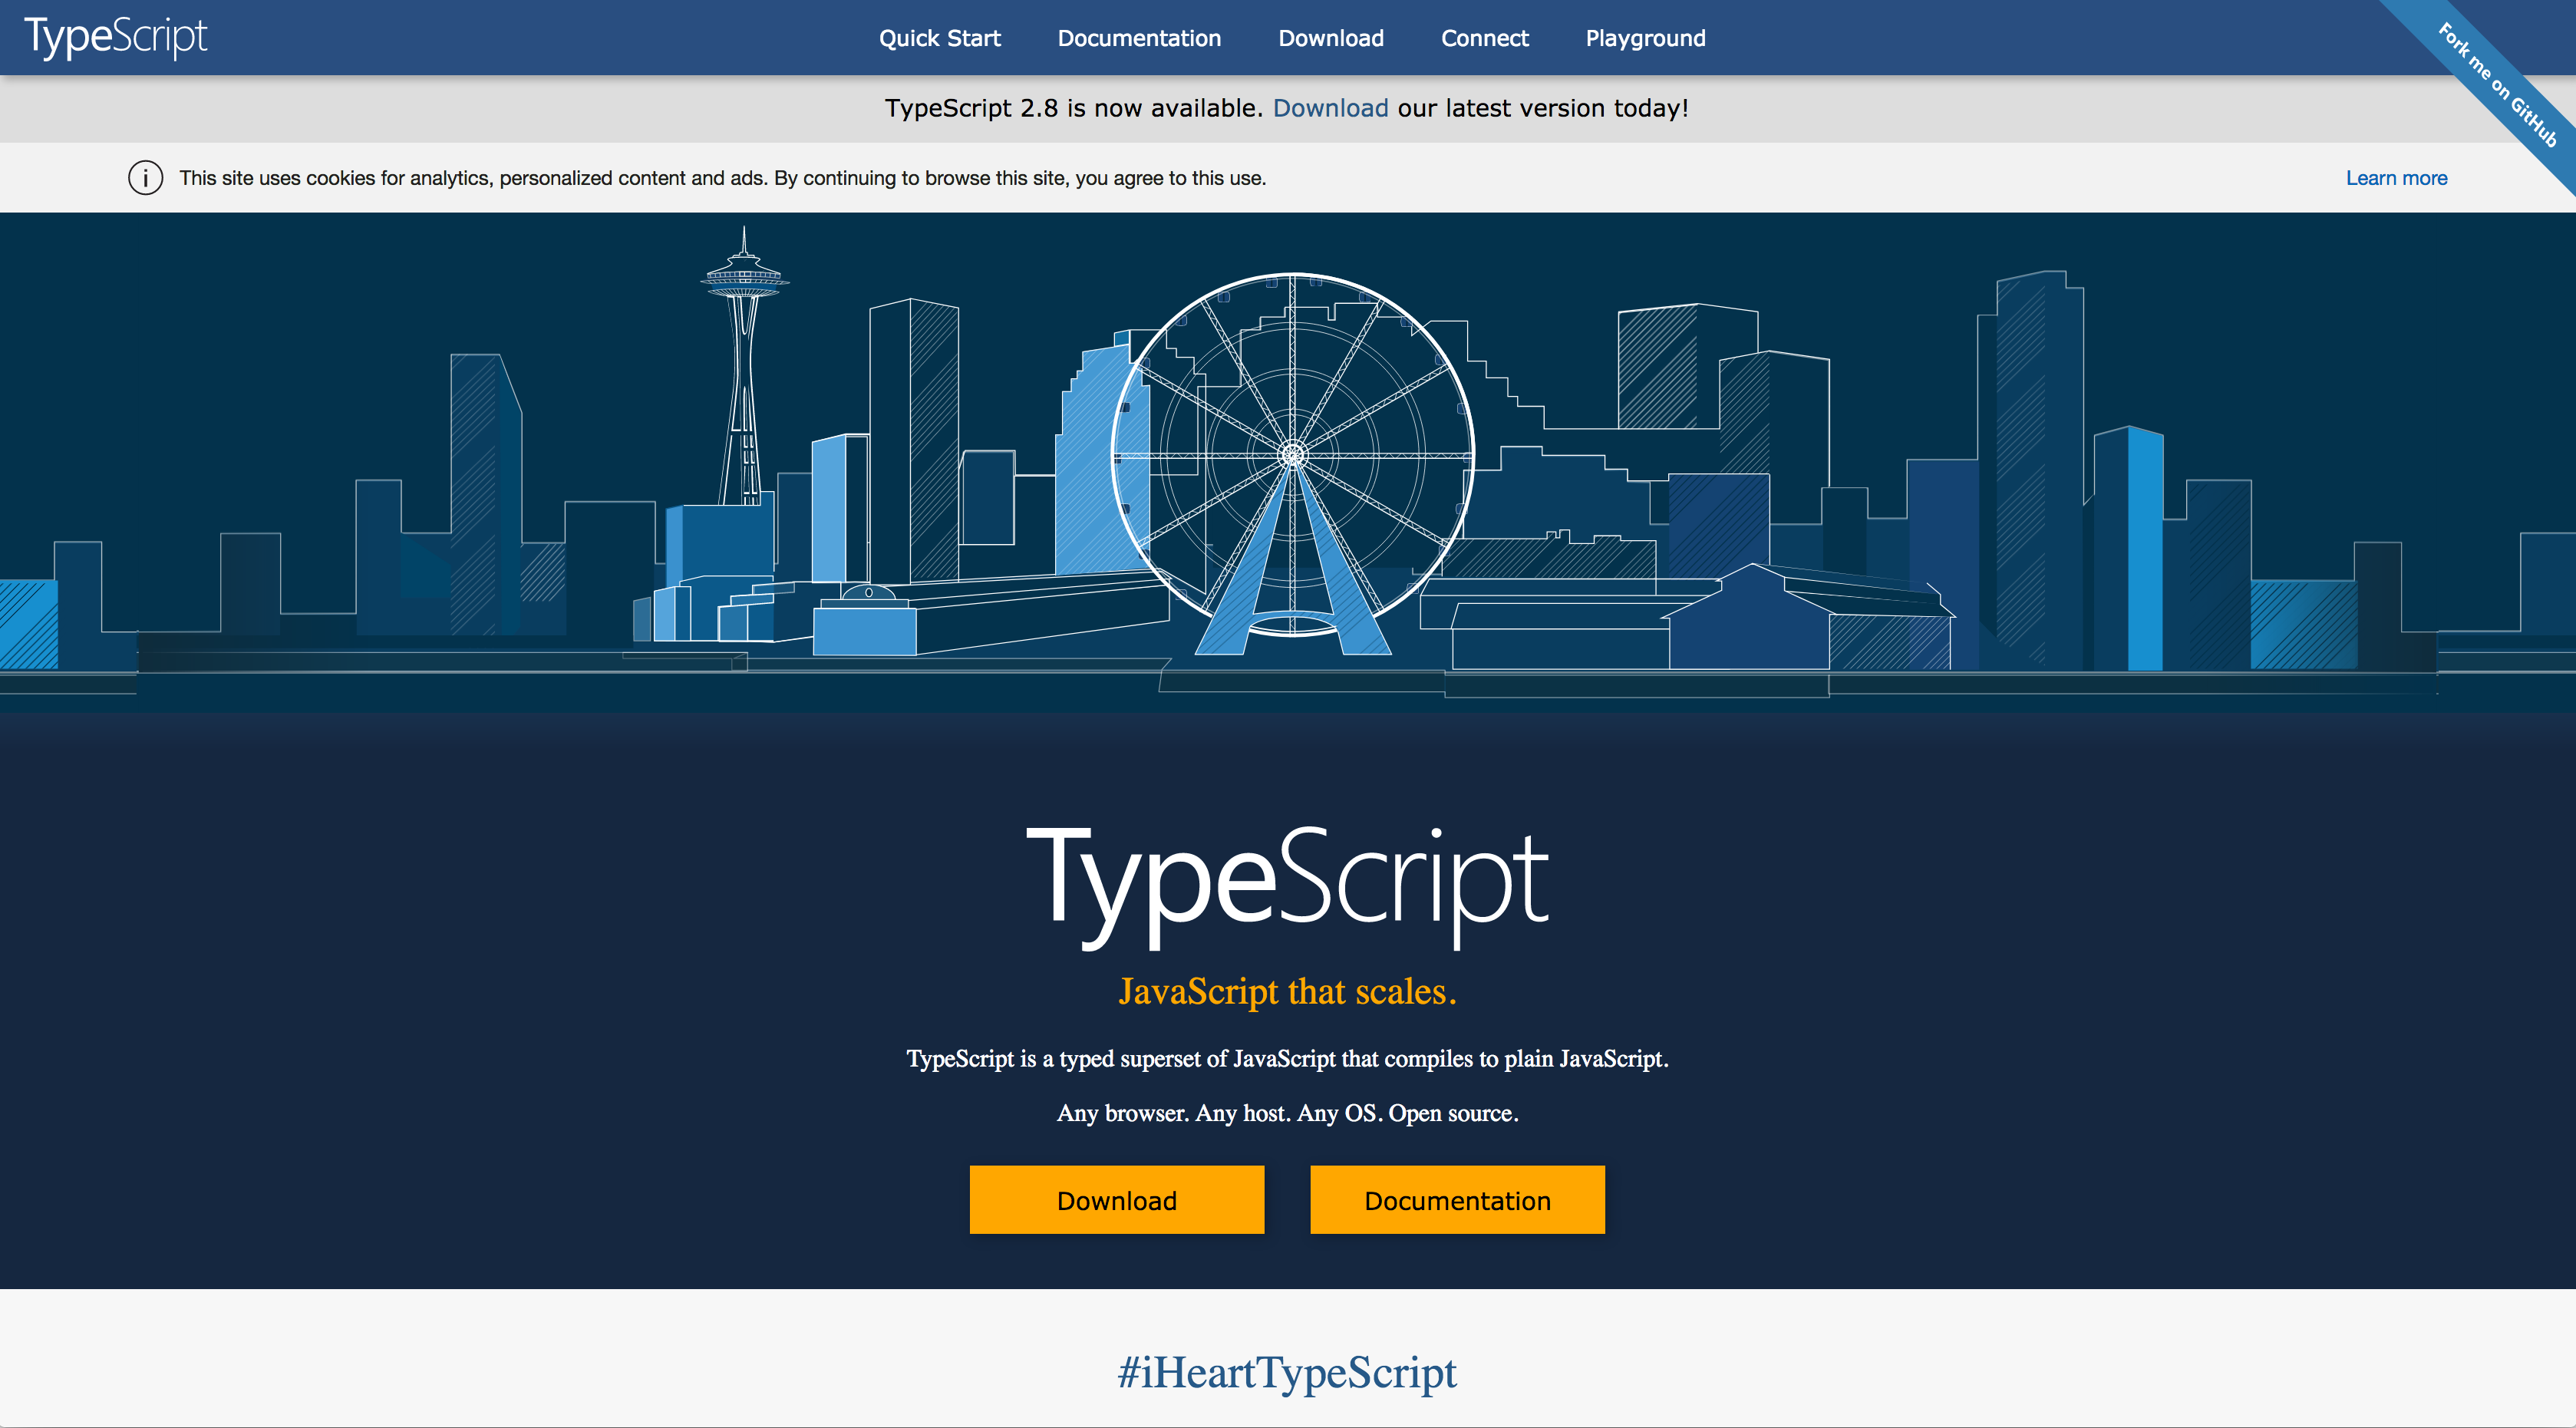 TypeScript
Quick Start Documentation Download Connect Playground
Fork me on GitHub
TypeScript 2.8 is now available. Download our latest version today!
i This site uses cookies for analytics, personalized content and ads. By continuing to browse this site, you agree to this use. Learn more
TypeScript
JavaScript that scales.
TypeScript is a typed superset of JavaScript that compiles to plain JavaScript.
Any browser. Any host. Any OS. Open source.
Download Documentation
#iHeartTypeScript